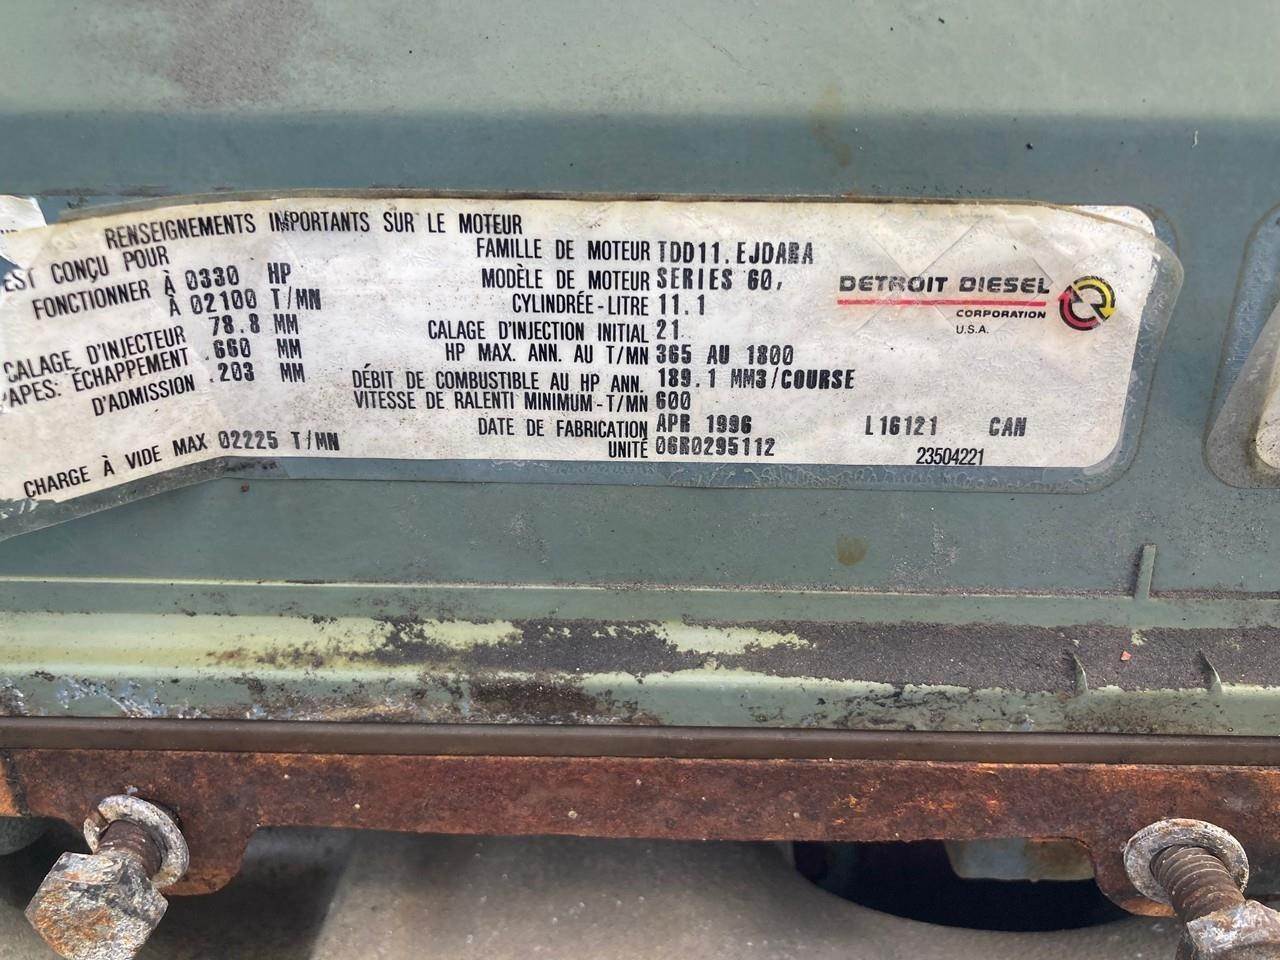 RENSEIGNEMENTS IMPORTANTS SUR LE MOTEUR
EST CONÇU POUR
FONCTIONNER À 0330 HP
À 02100 T/MN
CALAGE D'INJECTEUR 78.8 MM
APES: ÉCHAPPEMENT .660 MM
D'ADMISSION .203 MM
CHARGE À VIDE MAX 02225 T/MN
FAMILLE DE MOTEUR TDD11.EJDARA
MODÈLE DE MOTEUR SERIES 60,
CYLINDRÉE-LITRE 11.1
CALAGE D'INJECTION INITIAL 21
HP MAX. ANN. AU T/MN 365 AU 1800
DÉBIT DE COMBUSTIBLE AU HP ANN. 189.1 MM3/COURSE
VITESSE DE RALENTI MINIMUM-T/MN 600
DATE DE FABRICATION APR 1996 L16121 CAN
UNITÉ 06R0295112 23504221
DETROIT DIESEL
CORPORATION
U.S.A.